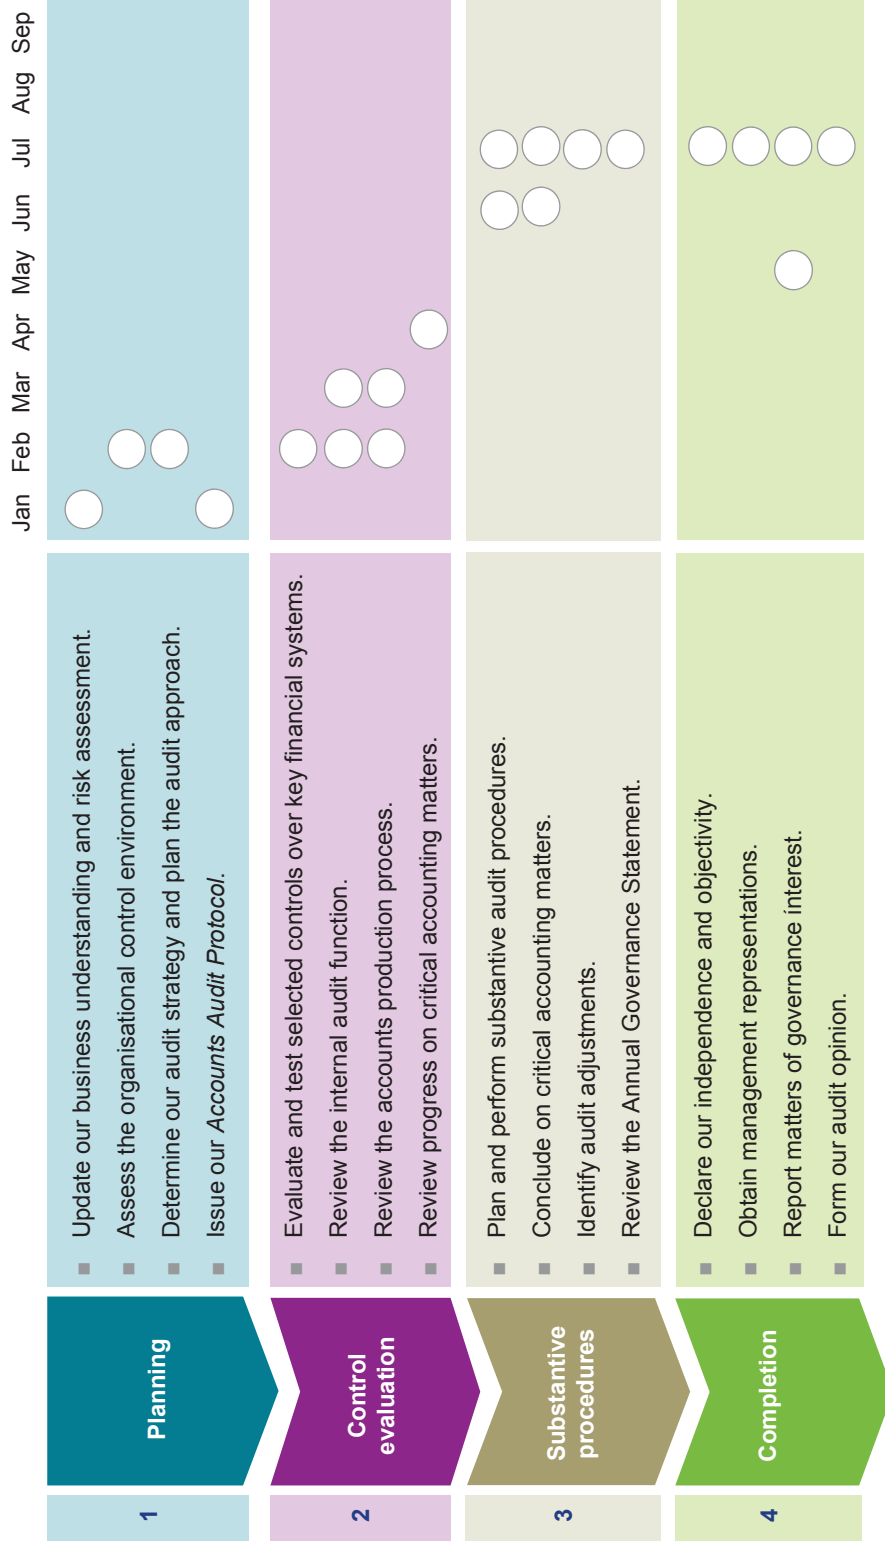 Jan Feb Mar Apr May Jun Jul Aug Sep
1
Planning
■ Update our business understanding and risk assessment.
■ Assess the organisational control environment.
■ Determine our audit strategy and plan the audit approach.
■ Issue our Accounts Audit Protocol.
2
Control
evaluation
■ Evaluate and test selected controls over key financial systems.
■ Review the internal audit function.
■ Review the accounts production process.
■ Review progress on critical accounting matters.
3
Substantive
procedures
■ Plan and perform substantive audit procedures.
■ Conclude on critical accounting matters.
■ Identify audit adjustments.
■ Review the Annual Governance Statement.
4
Completion
■ Declare our independence and objectivity.
■ Obtain management representations.
■ Report matters of governance interest.
■ Form our audit opinion.